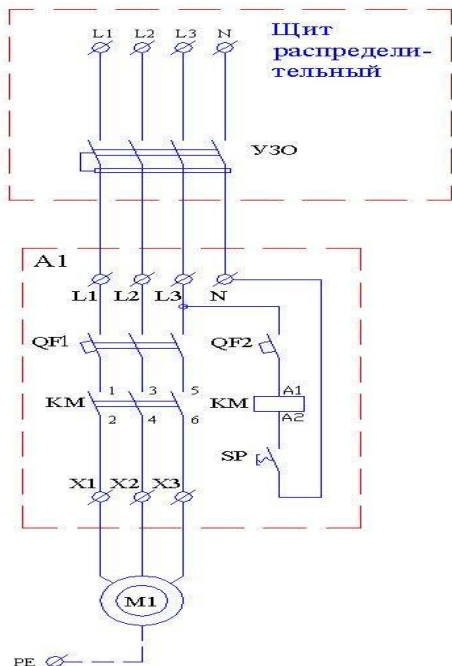 L1 L2 L3 N
Щит
распредели-
тельный
УЗО
A1
L1 L2 L3 N
QF1 QF2
KM 1 3 5 KM A1
2 4 6 A2
SP
X1 X2 X3
M1
PE